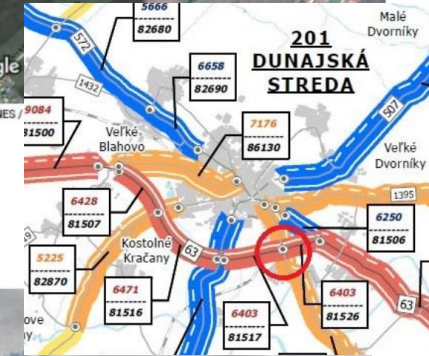 gle
NES /
5666
82680
Malé
Dvorníky
201
DUNAJSKÁ
STREDA
572
6658
82690
1432
507
9084
81500
7176
86130
Veľké
Blahovo
Veľké
Dvorníky
1395
6428
81507
6250
81506
Kostolné
Kračany
63
5225
82870
6471
81516
6403
81517
6403
81526
63